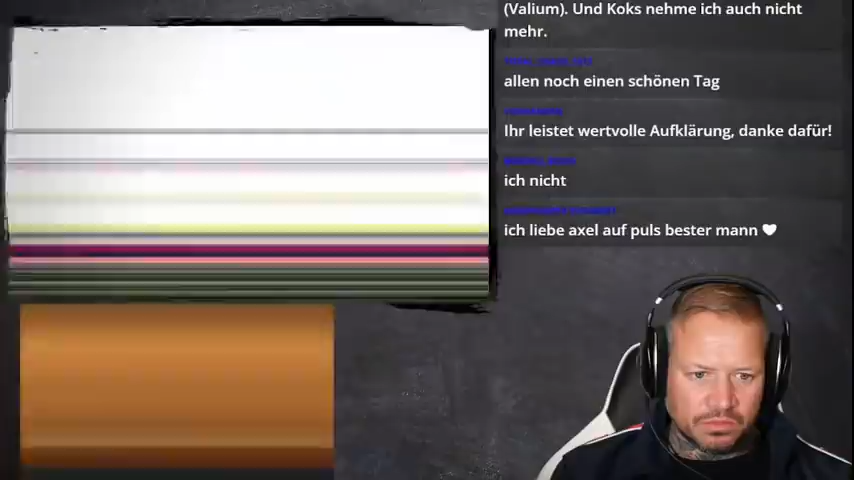 (Valium). Und Koks nehme ich auch nicht
mehr.
allen noch einen schönen Tag
Ihr leistet wertvolle Aufklärung, danke dafür!
ich nicht
ich liebe axel auf puls bester mann